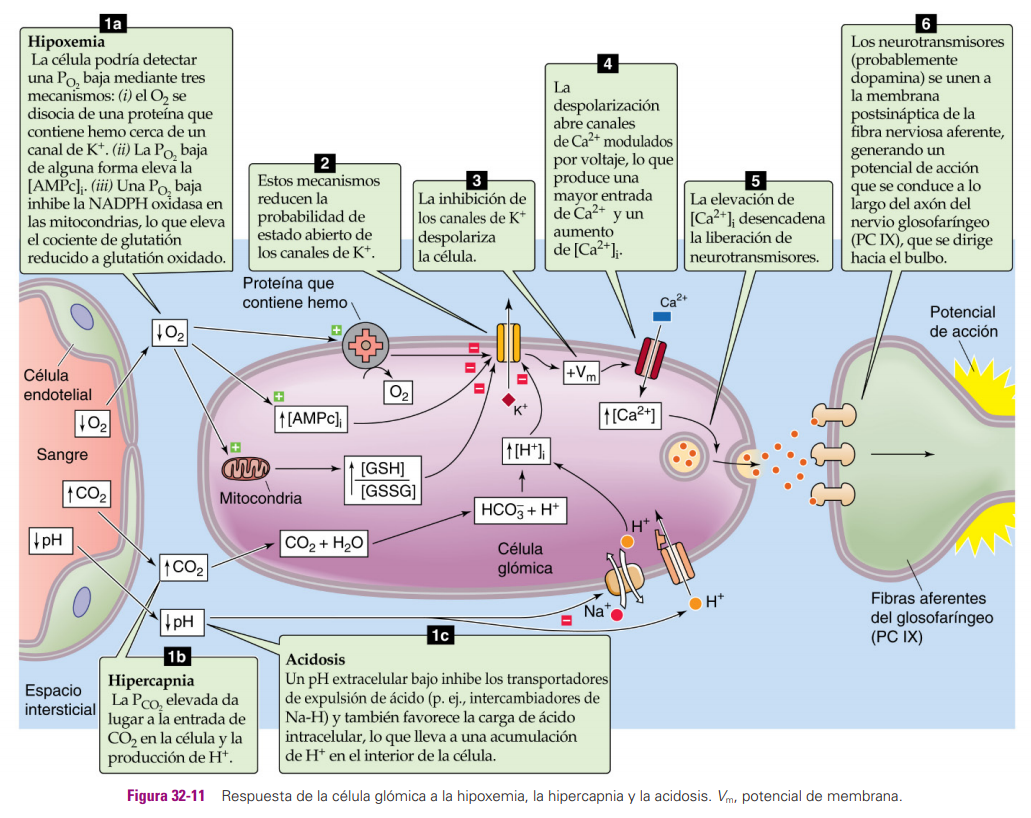 1a
Hipoxemia
La célula podría detectar
una PO2 baja mediante tres
mecanismos: (i) el O2 se
disocia de una proteína que
contiene hemo cerca de un
canal de K+. (ii) La PO2 baja
de alguna forma eleva la
[AMPc]i. (iii) Una PO2 baja
inhibe la NADPH oxidasa en
las mitocondrias, lo que eleva
el cociente de glutatión
reducido a glutatión oxidado.
2
Estos mecanismos
reducen la
probabilidad de
estado abierto de
los canales de K+.
3
La inhibición de
los canales de K+
despolariza
la célula.
4
La
despolarización
abre canales
de Ca2+ modulados
por voltaje, lo que
produce una
mayor entrada
de Ca2+ y un
aumento
de [Ca2+]i.
5
La elevación de
[Ca2+]i desencadena
la liberación de
neurotransmisores.
6
Los neurotransmisores
(probablemente
dopamina) se unen a
la membrana
postsináptica de la
fibra nerviosa aferente,
generando un
potencial de acción
que se conduce a lo
largo del axón del
nervio glosofaríngeo
(PC IX), que se dirige
hacia el bulbo.
Proteína que
contiene hemo
Ca2+
Potencial
de acción
↓O2
+
–
–
–
–
+Vm
Célula
endotelial
O2
K+
+
↑[AMPc]i
↑[Ca2+]
↓O2
Sangre
+
↑[H+]i
Mitocondria
↑[GSH]
[GSSG]
↑CO2
HCO3– + H+
↓pH
CO2 + H2O
Célula
glómica
H+
↑CO2
Na+
H+
↓pH
–
Fibras aferentes
del glosofaríngeo
(PC IX)
Espacio
intersticial
1b
Hipercapnia
La PCO2 elevada da
lugar a la entrada de
CO2 en la célula y la
producción de H+.
1c
Acidosis
Un pH extracelular bajo inhibe los transportadores
de expulsión de ácido (p. ej., intercambiadores de
Na-H) y también favorece la carga de ácido
intracelular, lo que lleva a una acumulación
de H+ en el interior de la célula.
Figura 32-11 Respuesta de la célula glómica a la hipoxemia, la hipercapnia y la acidosis. Vm, potencial de membrana.